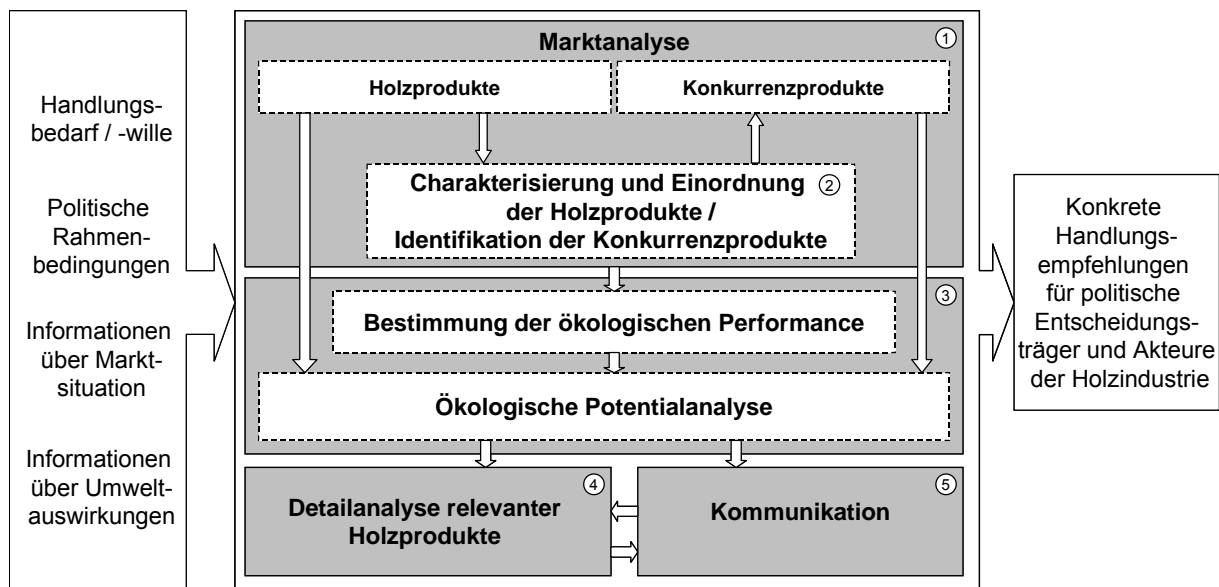 Handlungs-
bedarf / -wille
Politische
Rahmen-
bedingungen
Informationen
über Markt-
situation
Informationen
über Umwelt-
auswirkungen
Marktanalyse
1
Holzprodukte
Konkurrenzprodukte
Charakterisierung und Einordnung
der Holzprodukte /
Identifikation der Konkurrenzprodukte
2
3
Bestimmung der ökologischen Performance
Ökologische Potentialanalyse
4
Detailanalyse relevanter
Holzprodukte
5
Kommunikation
Konkrete
Handlungs-
empfehlungen
für politische
Entscheidungs-
träger und Akteure
der Holzindustrie